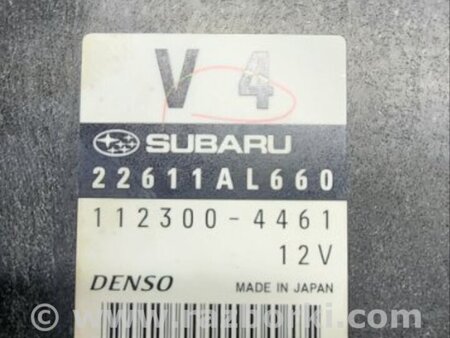 V 4
SUBARU
22611AL660
112300-4461
12V
DENSO MADE IN JAPAN
© www.razborki.com